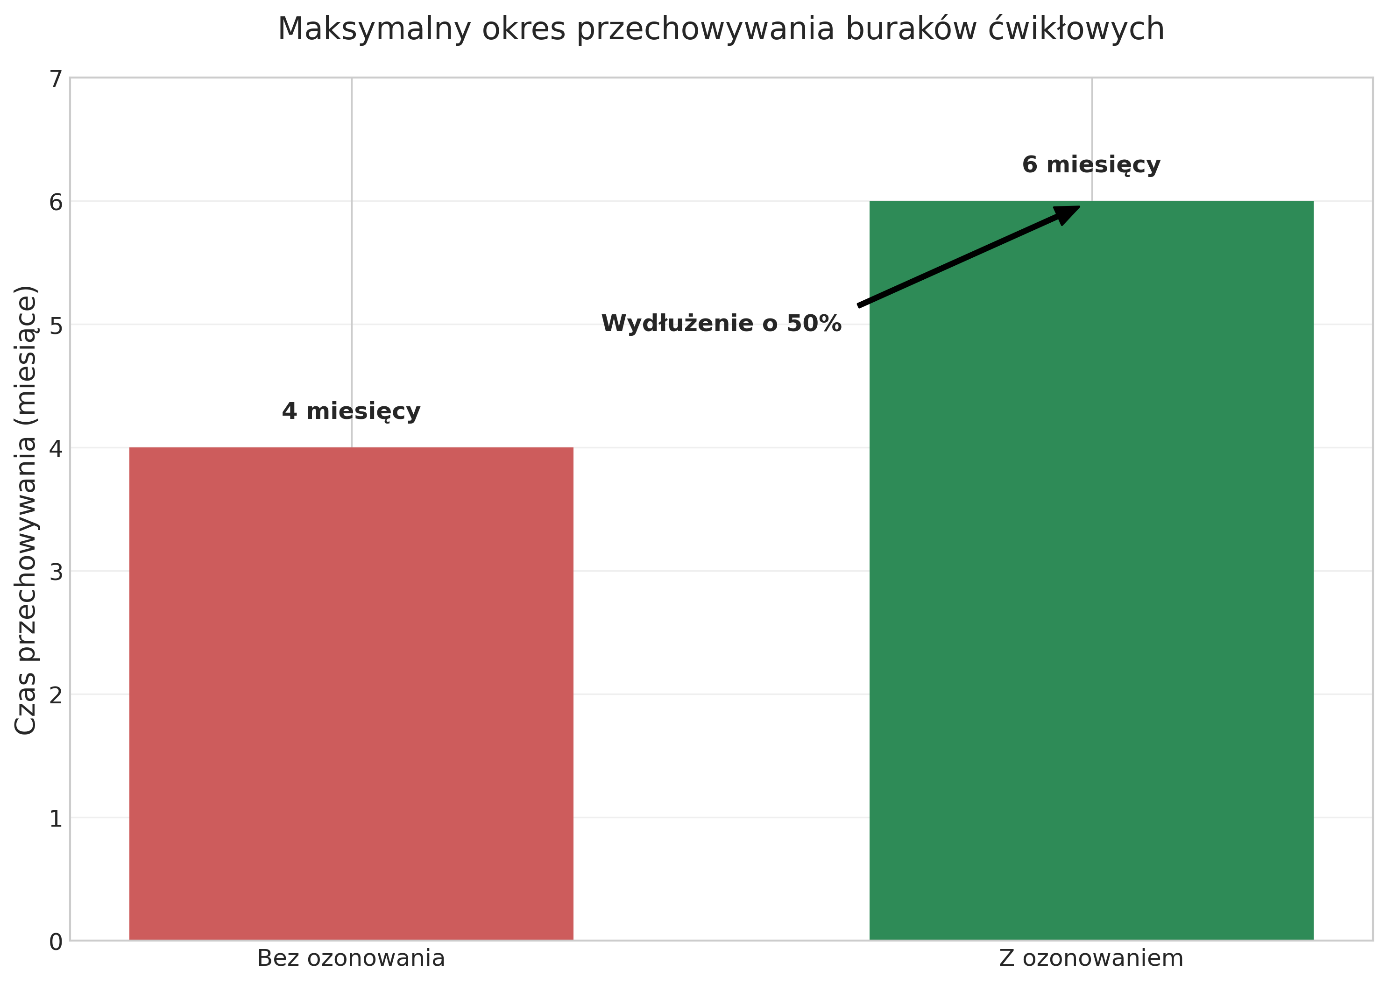 Maksymalny okres przechowywania buraków ćwikłowych
Czas przechowywania (miesiące)
7
6
5
4
3
2
1
0
6 miesięcy
Wydłużenie o 50%
4 miesięcy
Bez ozonowania
Z ozonowaniem